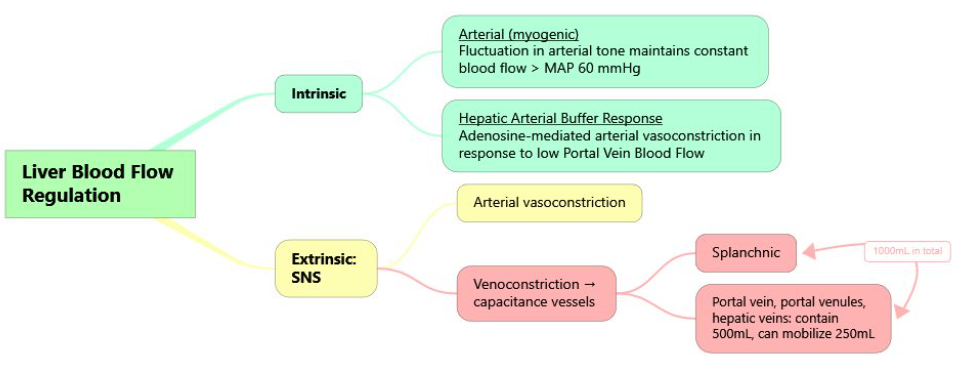 Liver Blood Flow
Regulation
Intrinsic
Arterial (myogenic)
Fluctuation in arterial tone maintains constant
blood flow > MAP 60 mmHg
Hepatic Arterial Buffer Response
Adenosine-mediated arterial vasoconstriction in
response to low Portal Vein Blood Flow
Extrinsic:
SNS
Arterial vasoconstriction
Venoconstriction →
capacitance vessels
Splanchnic
Portal vein, portal venules,
hepatic veins: contain
500mL, can mobilize 250mL
1000mL in total